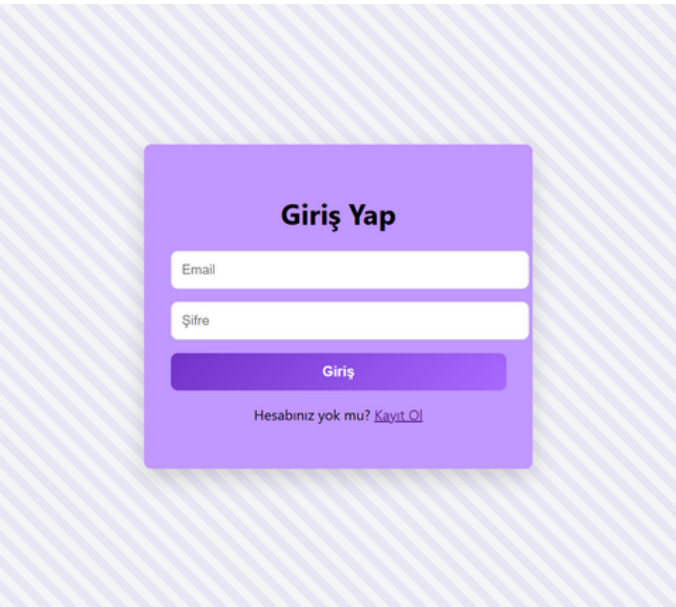 Giriş Yap
Email
Şifre
Giriş
Hesabınız yok mu? Kayıt Ol